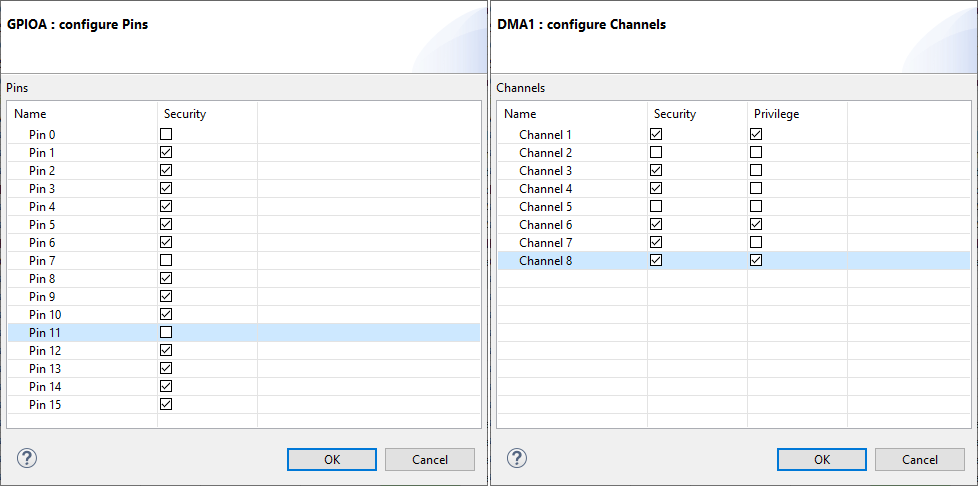 GPIOA : configure Pins
Pins
Name Security
Pin 0
Pin 1
Pin 2
Pin 3
Pin 4
Pin 5
Pin 6
Pin 7
Pin 8
Pin 9
Pin 10
Pin 11
Pin 12
Pin 13
Pin 14
Pin 15
? OK Cancel
DMA1 : configure Channels
Channels
Name Security Privilege
Channel 1
Channel 2
Channel 3
Channel 4
Channel 5
Channel 6
Channel 7
Channel 8
? OK Cancel